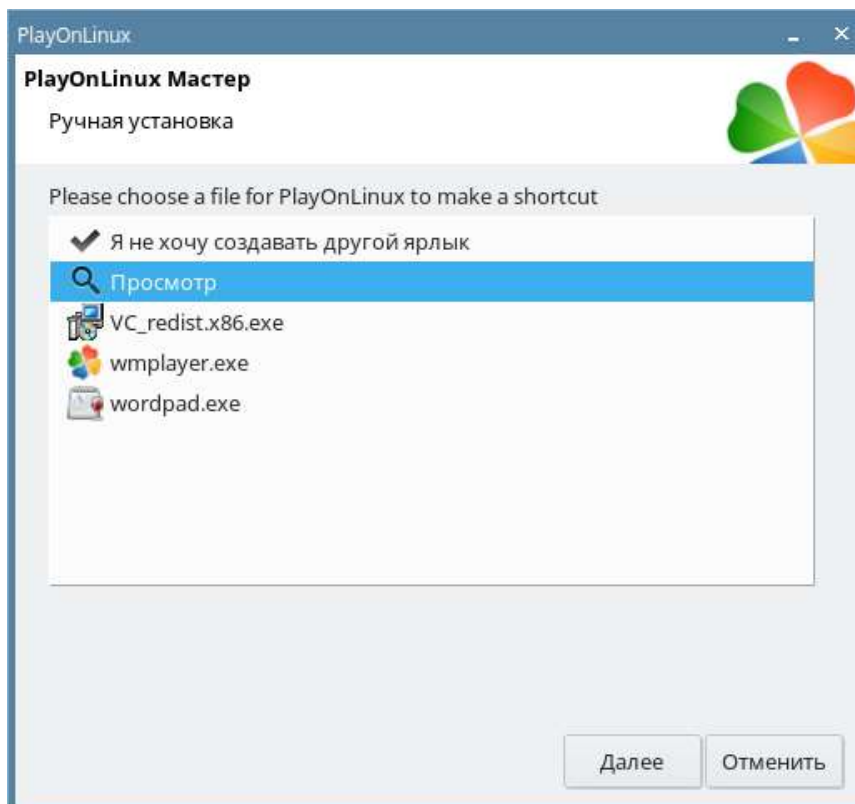 PlayOnLinux
PlayOnLinux Мастер
Ручная установка
Please choose a file for PlayOnLinux to make a shortcut
Я не хочу создавать другой ярлык
Просмотр
VC_redist.x86.exe
wmplayer.exe
wordpad.exe
Далее
Отменить